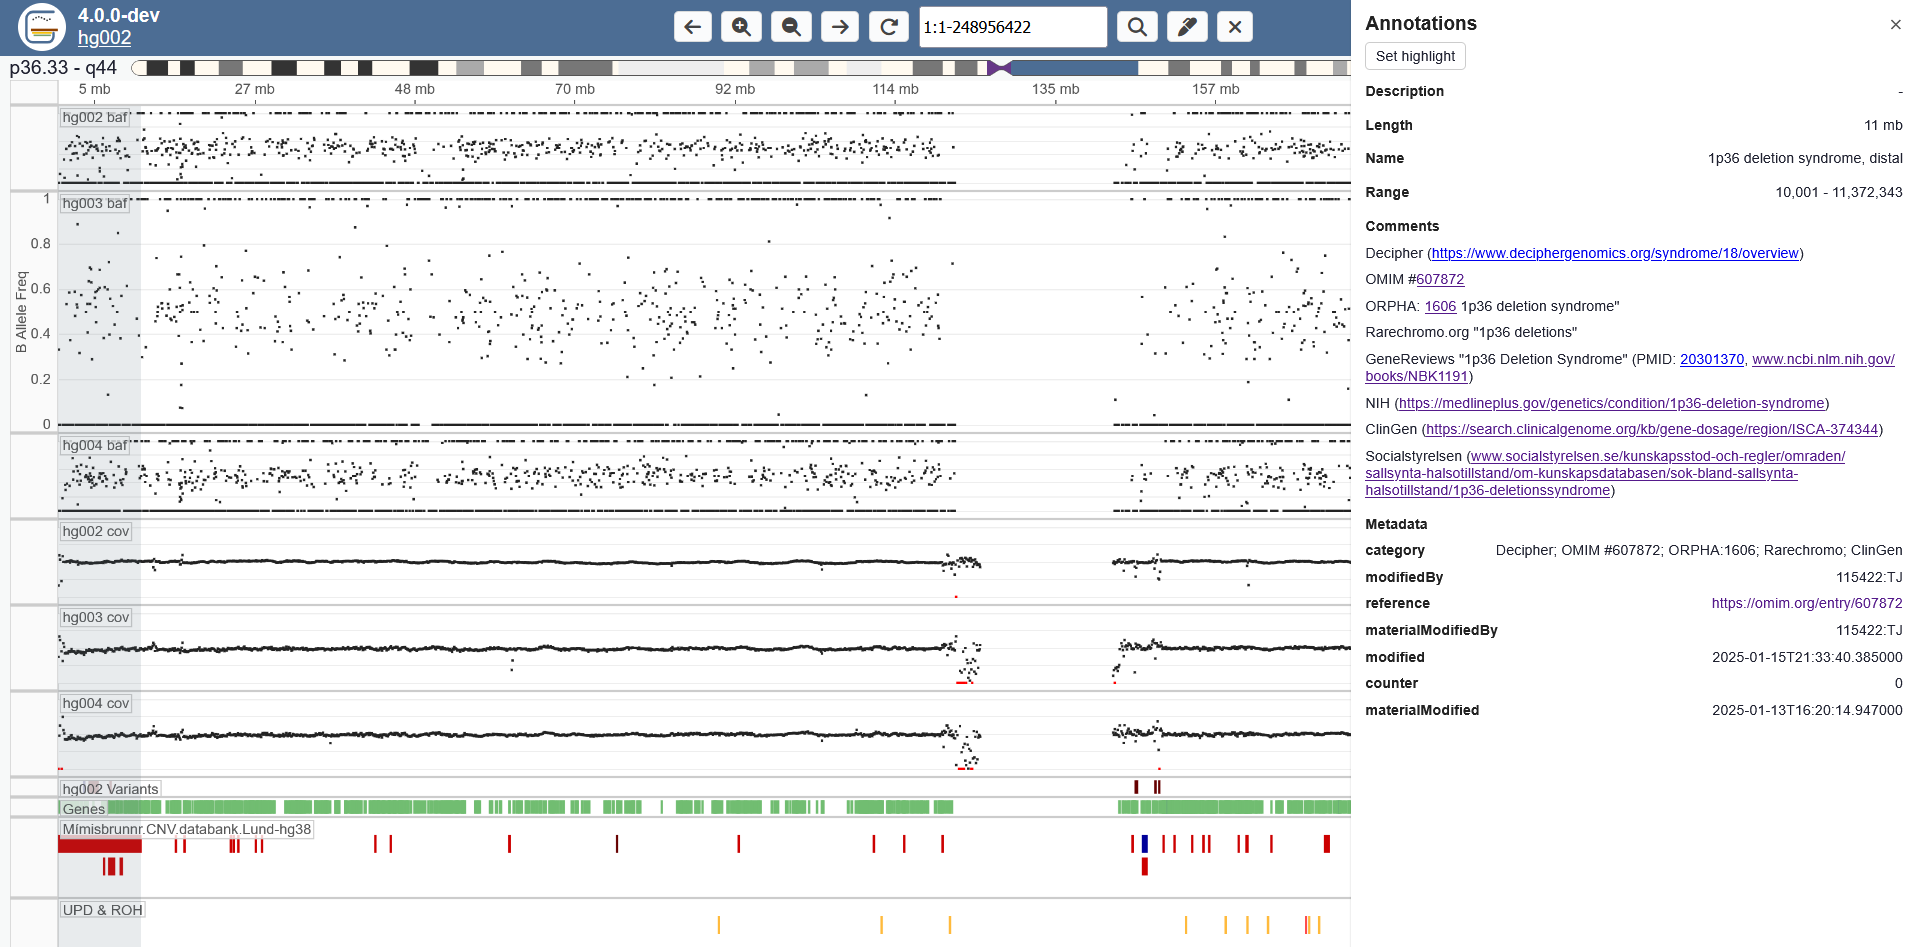 4.0.0-dev
hg002
1:1-248956422
p36.33 - q44
5 mb 27 mb 48 mb 70 mb 92 mb 114 mb 135 mb 157 mb
hg002 baf
hg003 baf
1
0.8
0.6
0.4
0.2
0
B Allele Freq
hg004 baf
hg002 cov
hg003 cov
hg004 cov
hg002 Variants
Genes
Mímisbrunnr.CNV.databank.Lund-hg38
UPD & ROH
Annotations
Set highlight
Description -
Length 11 mb
Name 1p36 deletion syndrome, distal
Range 10,001 - 11,372,343
Comments
Decipher (https://www.deciphergenomics.org/syndrome/18/overview)
OMIM #607872
ORPHA: 1606 1p36 deletion syndrome"
Rarechromo.org "1p36 deletions"
GeneReviews "1p36 Deletion Syndrome" (PMID: 20301370, www.ncbi.nlm.nih.gov/
books/NBK1191)
NIH (https://medlineplus.gov/genetics/condition/1p36-deletion-syndrome)
ClinGen (https://search.clinicalgenome.org/kb/gene-dosage/region/ISCA-374344)
Socialstyrelsen (www.socialstyrelsen.se/kunskapsstod-och-regler/omraden/
sallsynta-halsotillstand/om-kunskapsdatabasen/sok-bland-sallsynta-
halsotillstand/1p36-deletionssyndrome)
Metadata
category Decipher; OMIM #607872; ORPHA:1606; Rarechromo; ClinGen
modifiedBy 115422:TJ
reference https://omim.org/entry/607872
materialModifiedBy 115422:TJ
modified 2025-01-15T21:33:40.385000
counter 0
materialModified 2025-01-13T16:20:14.947000